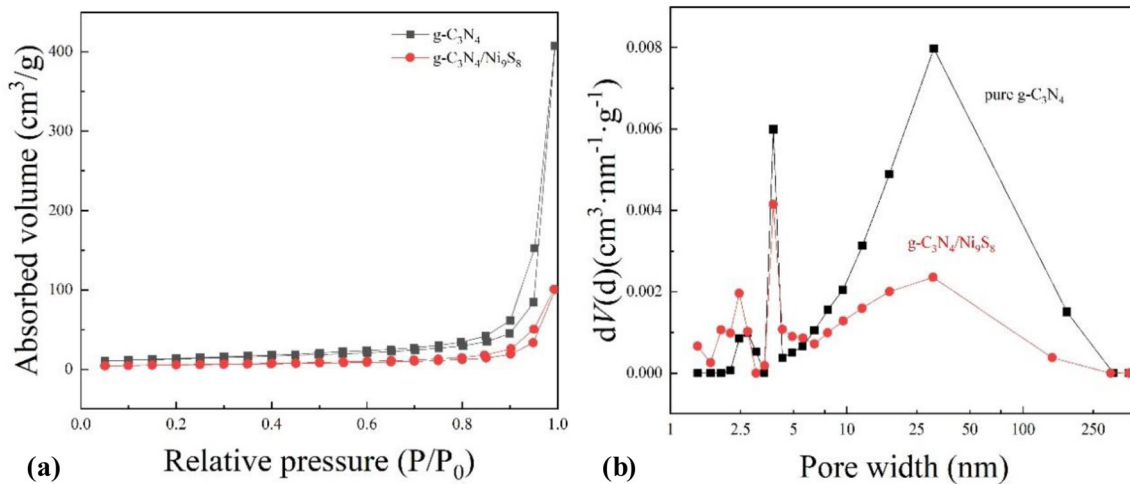 g-C₃N₄
g-C₃N₄/Ni₉S₈
Absorbed volume (cm³/g)
400
300
200
100
0
0.0 0.2 0.4 0.6 0.8 1.0
Relative pressure (P/P₀)
(a)
pure g-C₃N₄
g-C₃N₄/Ni₉S₈
dV(d)(cm³·nm⁻¹·g⁻¹)
0.008
0.006
0.004
0.002
0.000
1 2.5 5 10 25 50 100 250
Pore width (nm)
(b)